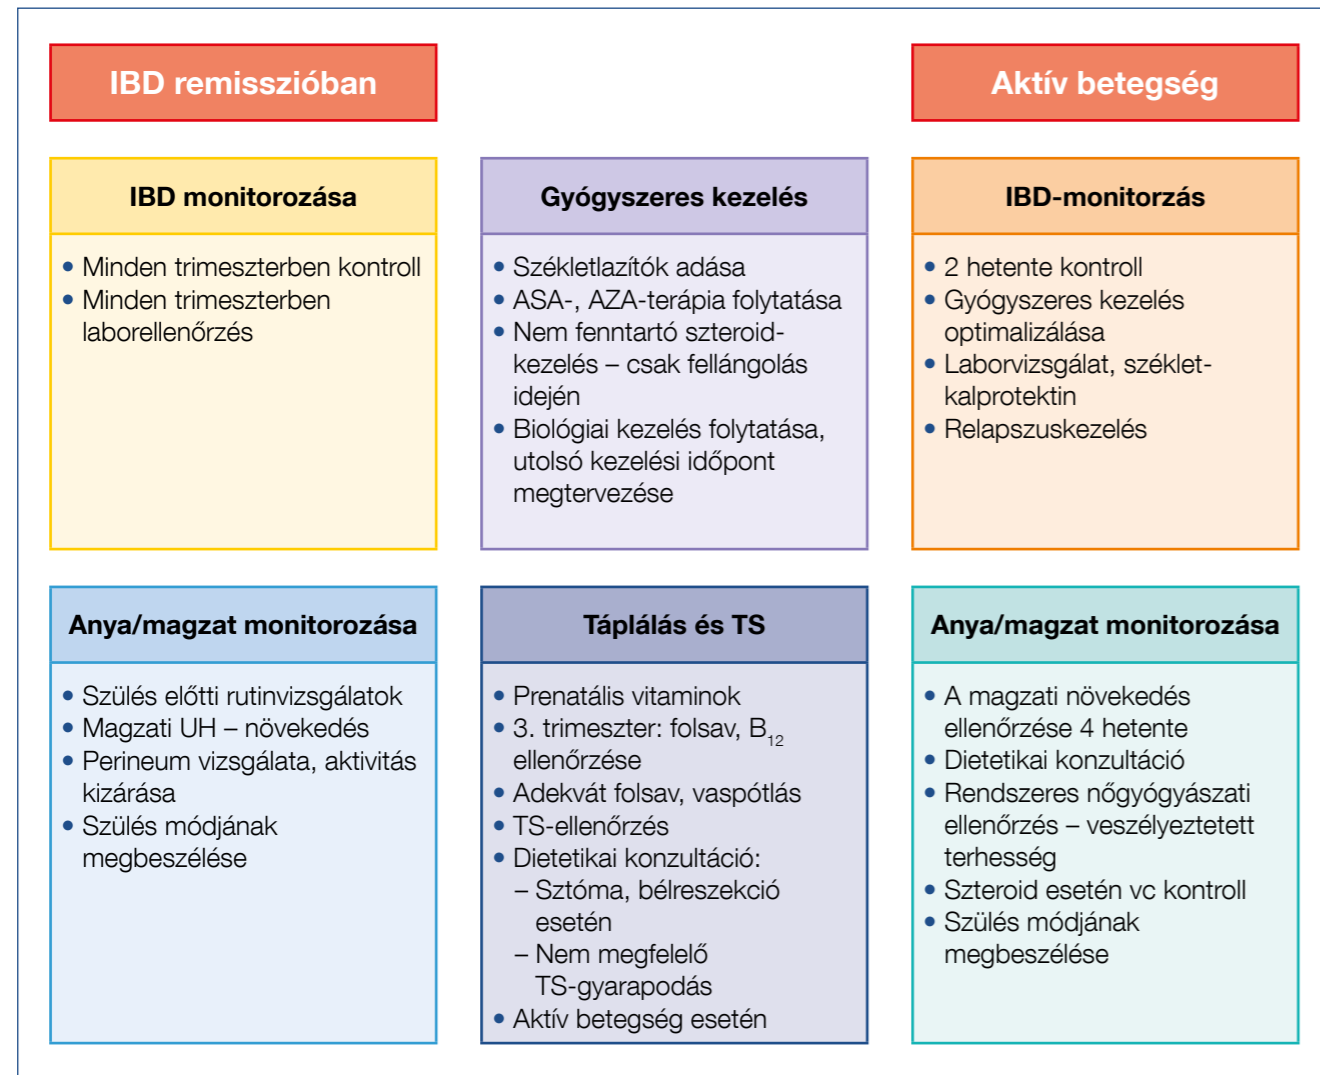 IBD remisszióban
Aktív betegség
IBD monitorozása
• Minden trimeszterben kontroll
• Minden trimeszterben
laborellenőrzés
Gyógyszeres kezelés
• Székletlazítók adása
• ASA-, AZA-terápia folytatása
• Nem fenntartó szteroid-
kezelés – csak fellángolás
idején
• Biológiai kezelés folytatása,
utolsó kezelési időpont
megtervezése
IBD-monitorzás
• 2 hetente kontroll
• Gyógyszeres kezelés
optimalizálása
• Laborvizsgálat, széklet-
kalprotektin
• Relapszuskezelés
Anya/magzat monitorozása
• Szülés előtti rutinvizsgálatok
• Magzati UH – növekedés
• Perineum vizsgálata, aktivitás
kizárása
• Szülés módjának
megbeszélése
Táplálás és TS
• Prenatális vitaminok
• 3. trimeszter: folsav, B₁₂
ellenőrzése
• Adekvát folsav, vaspótlás
• TS-ellenőrzés
• Dietetikai konzultáció:
– Sztóma, bélreszekció
esetén
– Nem megfelelő
TS-gyarapodás
• Aktív betegség esetén
Anya/magzat monitorozása
• A magzati növekedés
ellenőrzése 4 hetente
• Dietetikai konzultáció
• Rendszeres nőgyógyászati
ellenőrzés – veszélyeztetett
terhesség
• Szteroid esetén vc kontroll
• Szülés módjának
megbeszélése